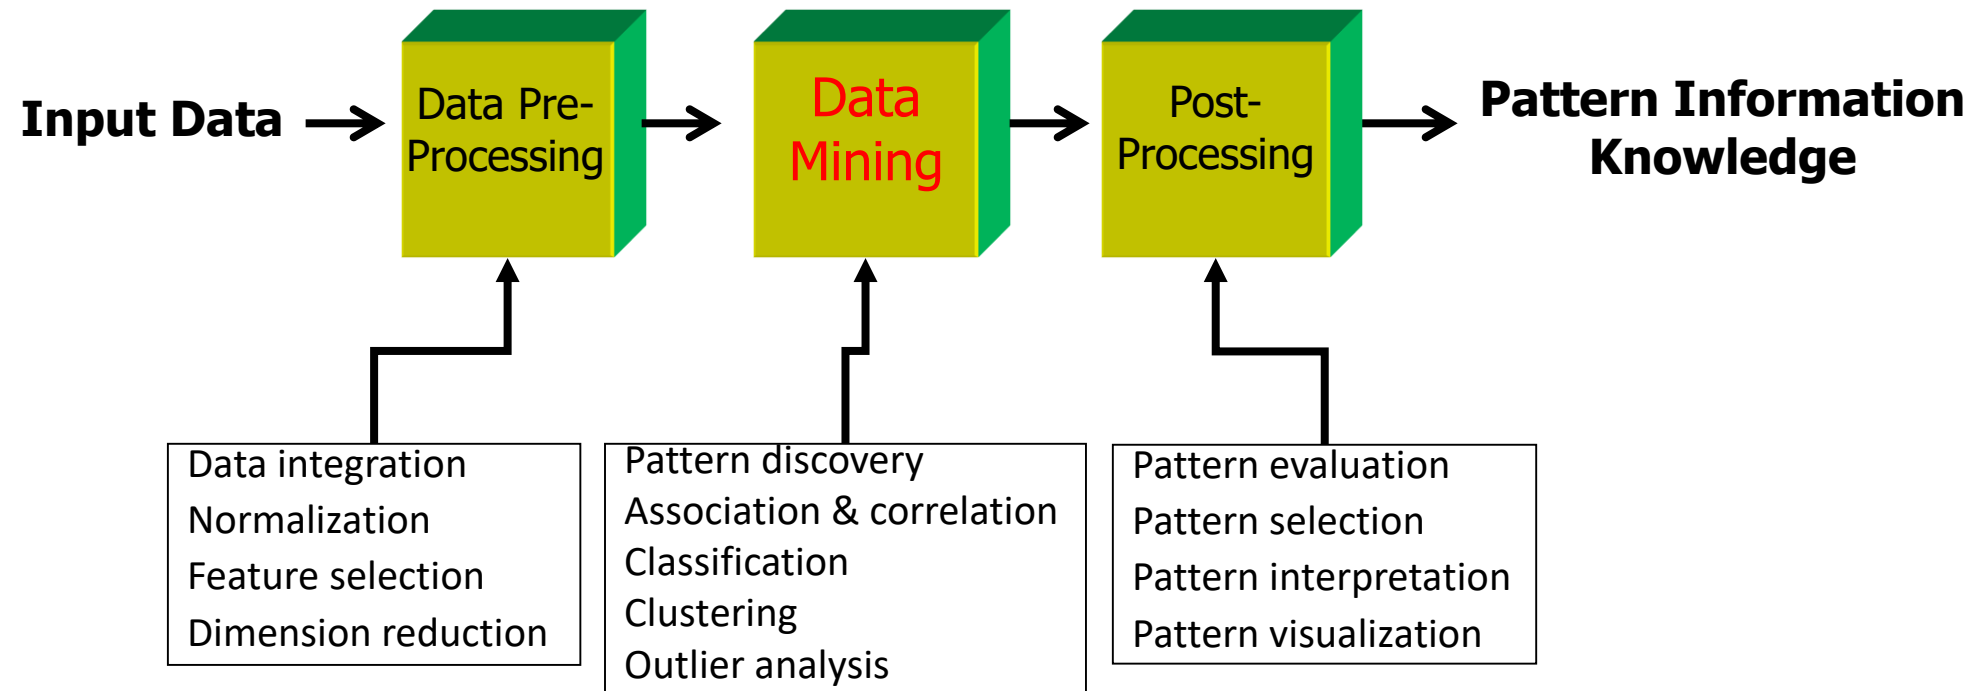 Input Data
Data Pre-
Processing
Data
Mining
Post-
Processing
Pattern Information
Knowledge
Data integration
Normalization
Feature selection
Dimension reduction
Pattern discovery
Association & correlation
Classification
Clustering
Outlier analysis
Pattern evaluation
Pattern selection
Pattern interpretation
Pattern visualization